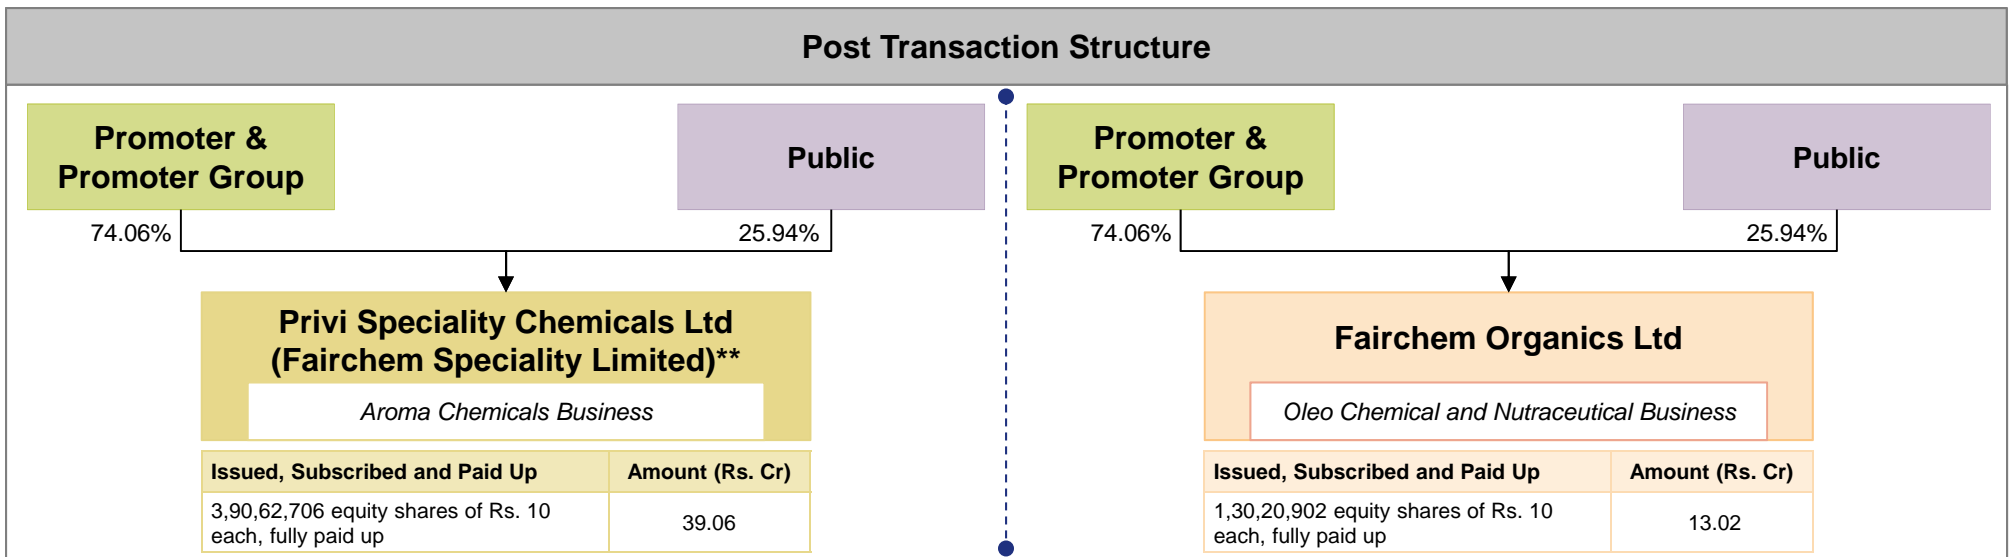 Post Transaction Structure
Promoter &
Promoter Group
Public
74.06%
25.94%
Privi Speciality Chemicals Ltd
(Fairchem Speciality Limited)**
Aroma Chemicals Business
Issued, Subscribed and Paid Up
Amount (Rs. Cr)
3,90,62,706 equity shares of Rs. 10
each, fully paid up
39.06
Promoter &
Promoter Group
Public
74.06%
25.94%
Fairchem Organics Ltd
Oleo Chemical and Nutraceutical Business
Issued, Subscribed and Paid Up
Amount (Rs. Cr)
1,30,20,902 equity shares of Rs. 10
each, fully paid up
13.02